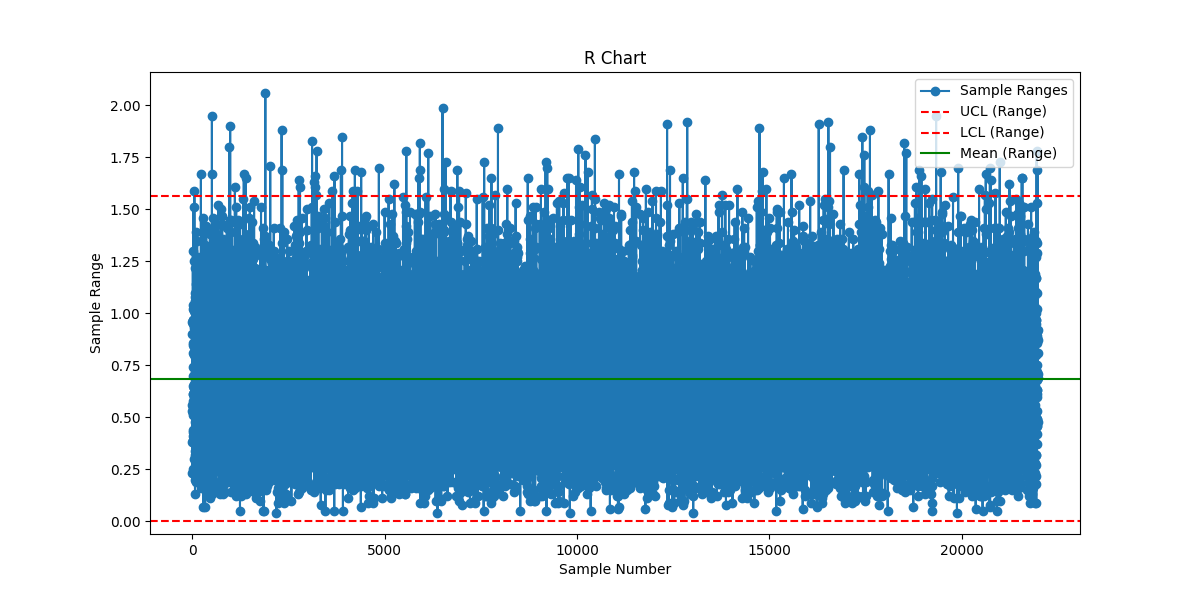 R Chart
Sample Ranges
UCL (Range)
LCL (Range)
Mean (Range)
Sample Range
2.00
1.75
1.50
1.25
1.00
0.75
0.50
0.25
0.00
0 5000 10000 15000 20000
Sample Number